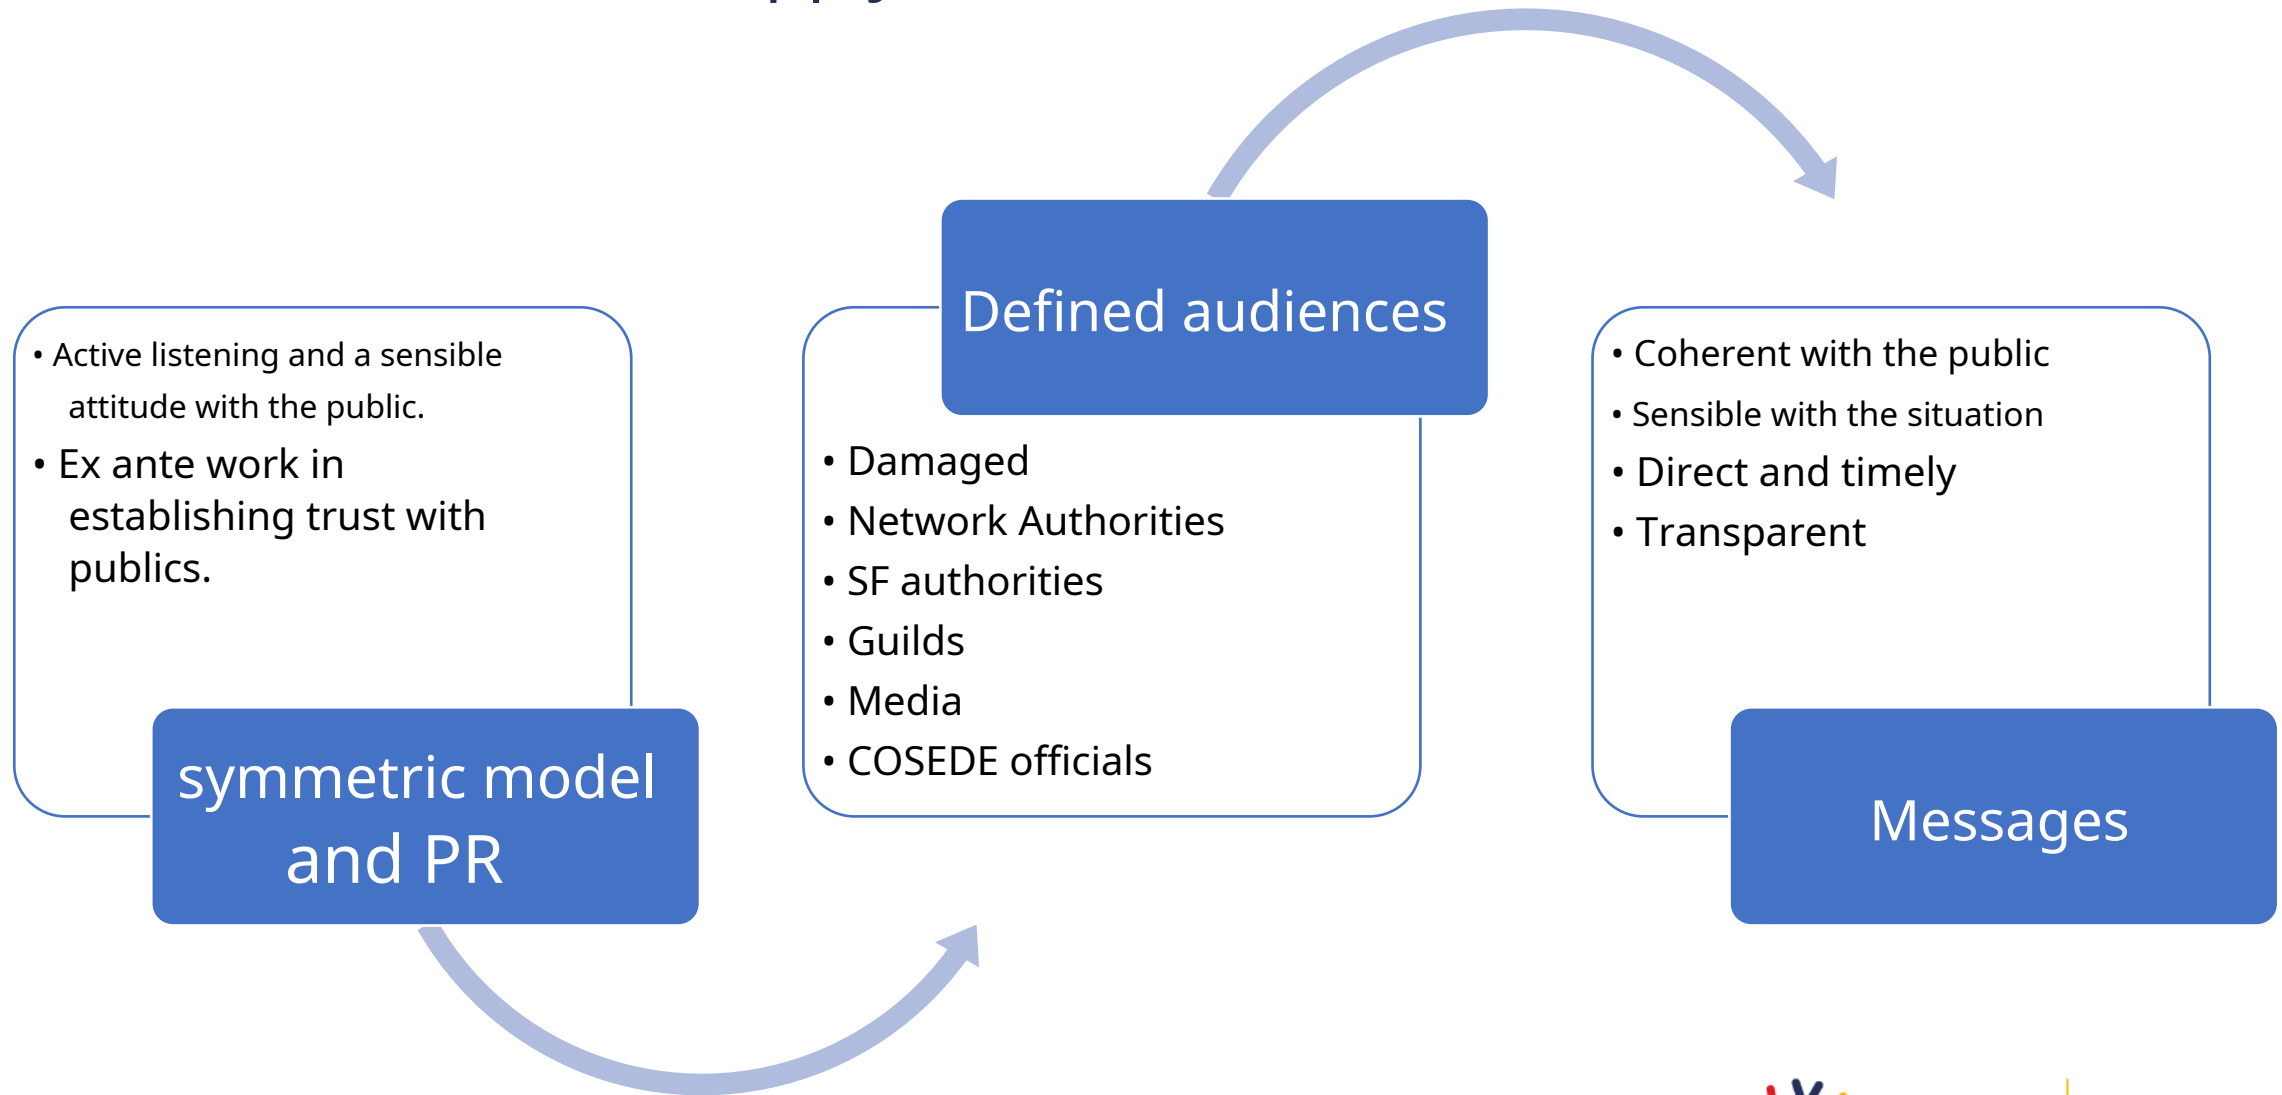 • Active listening and a sensible
attitude with the public.
• Ex ante work in
establishing trust with
publics.
symmetric model
and PR
Defined audiences
• Damaged
• Network Authorities
• SF authorities
• Guilds
• Media
• COSEDE officials
• Coherent with the public
• Sensible with the situation
• Direct and timely
• Transparent
Messages